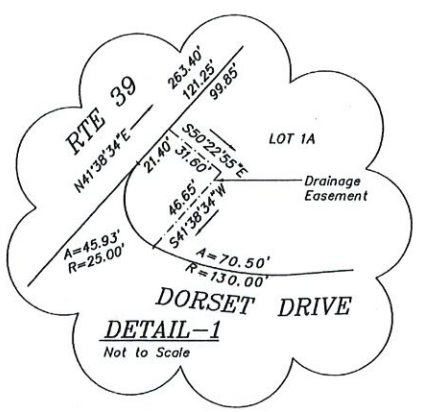 RTE 39
263.40'
121.25'
99.85'
N41°38'34"E
S50°22'55"E
21.40'
31.60'
LOT 1A
Drainage
Easement
46.65'
S41°38'34"W
A=45.93'
R=25.00'
A=70.50'
R=130.00'
DORSET DRIVE
DETAIL-1
Not to Scale